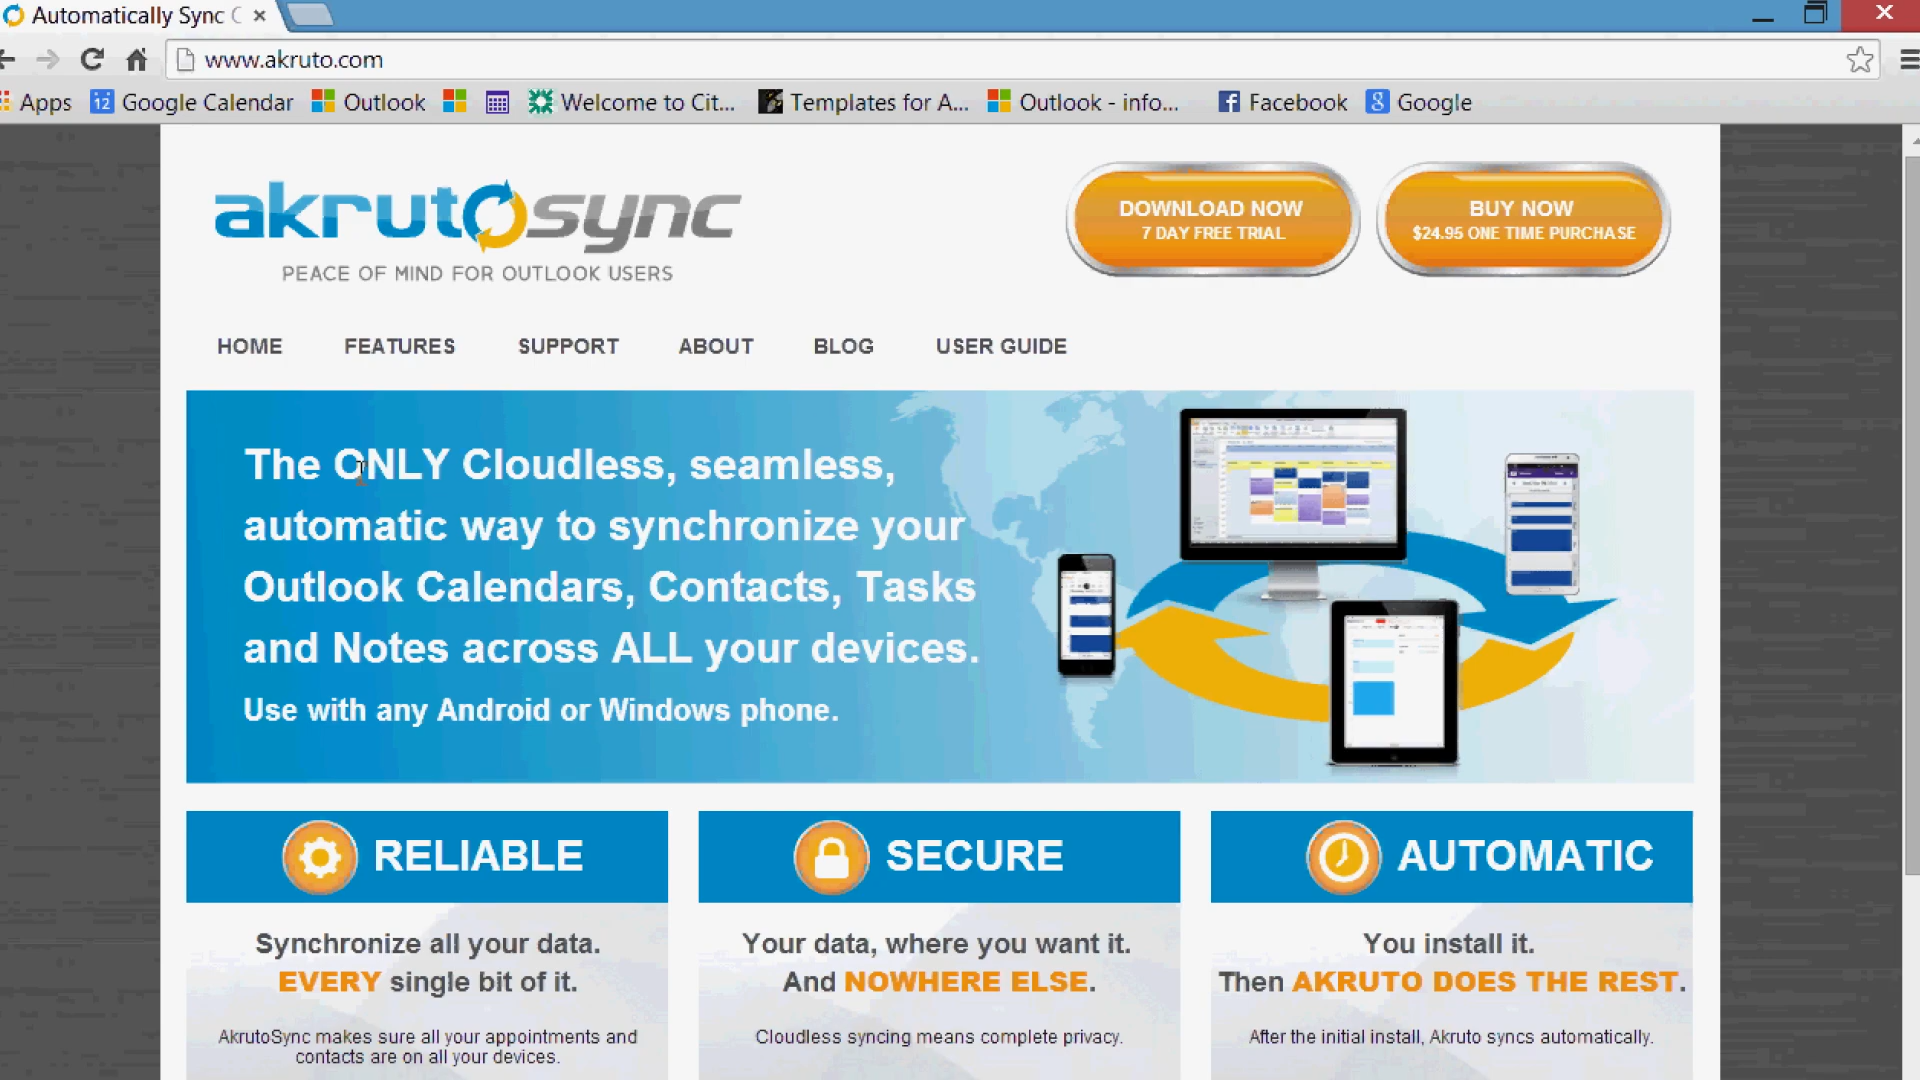 Automatically Sync
www.akruto.com
Apps Google Calendar Outlook Welcome to Cit... Templates for A... Outlook - info... Facebook Google
akrutosync
PEACE OF MIND FOR OUTLOOK USERS
DOWNLOAD NOW
7 DAY FREE TRIAL
BUY NOW
$24.95 ONE TIME PURCHASE
HOME FEATURES SUPPORT ABOUT BLOG USER GUIDE
The ONLY Cloudless, seamless,
automatic way to synchronize your
Outlook Calendars, Contacts, Tasks
and Notes across ALL your devices.
Use with any Android or Windows phone.
RELIABLE
Synchronize all your data.
EVERY single bit of it.
AkrutoSync makes sure all your appointments and
contacts are on all your devices.
SECURE
Your data, where you want it.
And NOWHERE ELSE.
Cloudless syncing means complete privacy.
AUTOMATIC
You install it.
Then AKRUTO DOES THE REST.
After the initial install, Akruto syncs automatically.